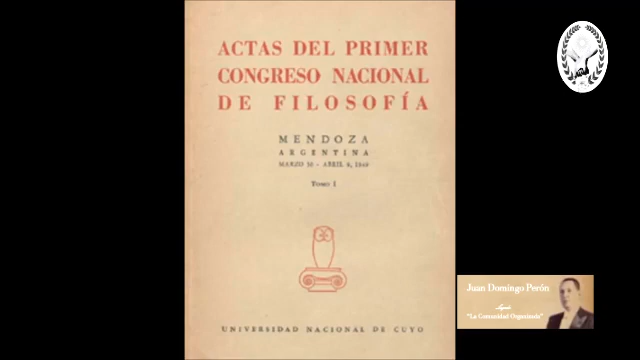 ACTAS DEL PRIMER
CONGRESO NACIONAL
DE FILOSOFÍA
MENDOZA
ARGENTINA
MARZO 30 - ABRIL 9, 1949
TOMO I
UNIVERSIDAD NACIONAL DE CUYO
Juan Domingo Perón
"La Comunidad Organizada"